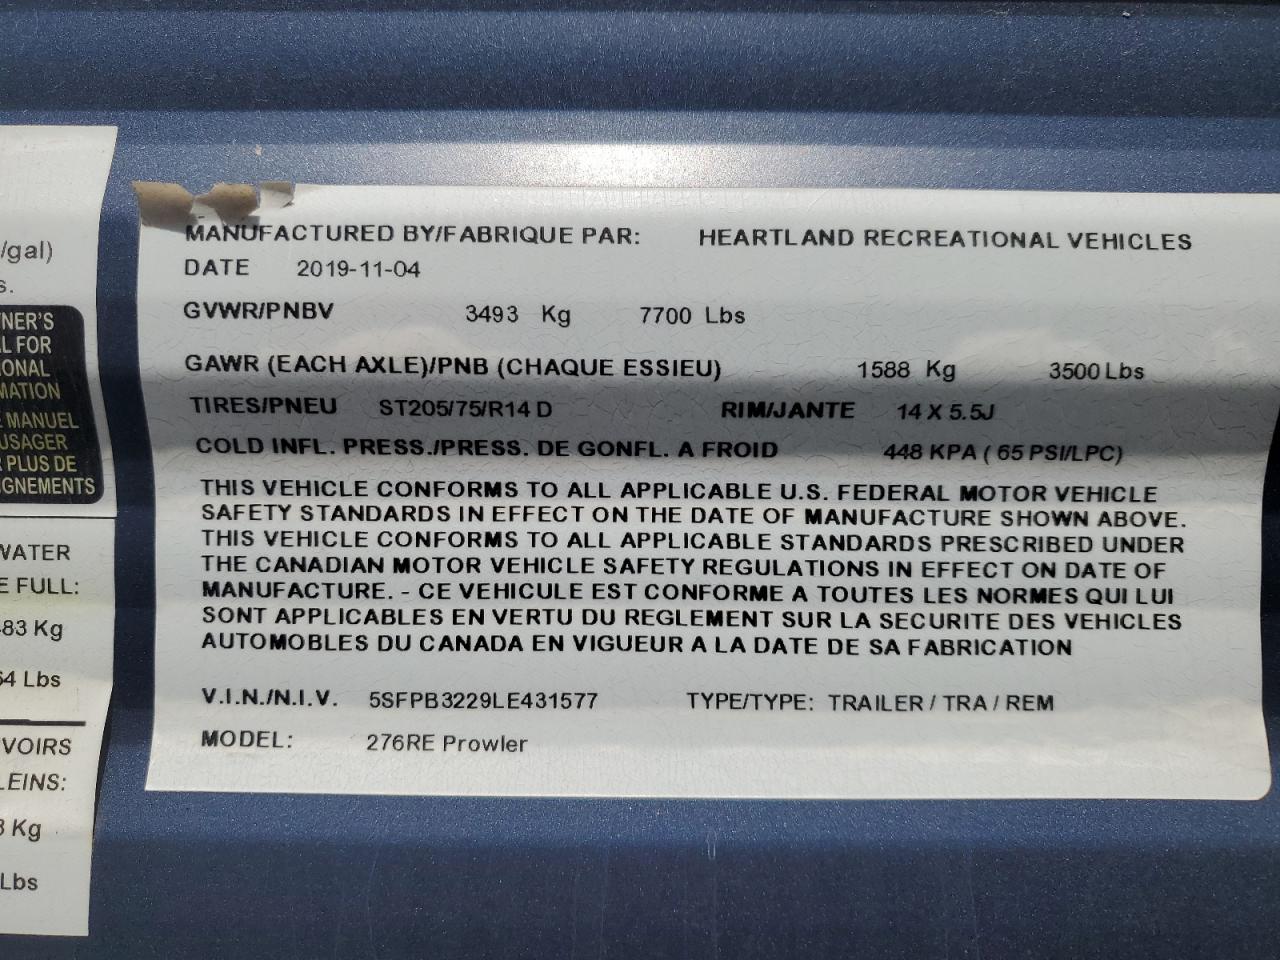 /gal)
s.
NER'S
L FOR
ONAL
MATION
MANUEL
USAGER
PLUS DE
GNEMENTS
WATER
E FULL:
483 Kg
64 Lbs
VOIRS
LEINS:
3 Kg
Lbs
MANUFACTURED BY/FABRIQUE PAR: HEARTLAND RECREATIONAL VEHICLES
DATE 2019-11-04
GVWR/PNBV 3493 Kg 7700 Lbs
GAWR (EACH AXLE)/PNB (CHAQUE ESSIEU) 1588 Kg 3500 Lbs
TIRES/PNEU ST205/75/R14 D RIM/JANTE 14 X 5.5J
COLD INFL. PRESS./PRESS. DE GONFL. A FROID 448 KPA ( 65 PSI/LPC)
THIS VEHICLE CONFORMS TO ALL APPLICABLE U.S. FEDERAL MOTOR VEHICLE
SAFETY STANDARDS IN EFFECT ON THE DATE OF MANUFACTURE SHOWN ABOVE.
THIS VEHICLE CONFORMS TO ALL APPLICABLE STANDARDS PRESCRIBED UNDER
THE CANADIAN MOTOR VEHICLE SAFETY REGULATIONS IN EFFECT ON DATE OF
MANUFACTURE. - CE VEHICULE EST CONFORME A TOUTES LES NORMES QUI LUI
SONT APPLICABLES EN VERTU DU REGLEMENT SUR LA SECURITE DES VEHICLES
AUTOMOBLES DU CANADA EN VIGUEUR A LA DATE DE SA FABRICATION
V.I.N./N.I.V. 5SFPB3229LE431577 TYPE/TYPE: TRAILER / TRA / REM
MODEL: 276RE Prowler